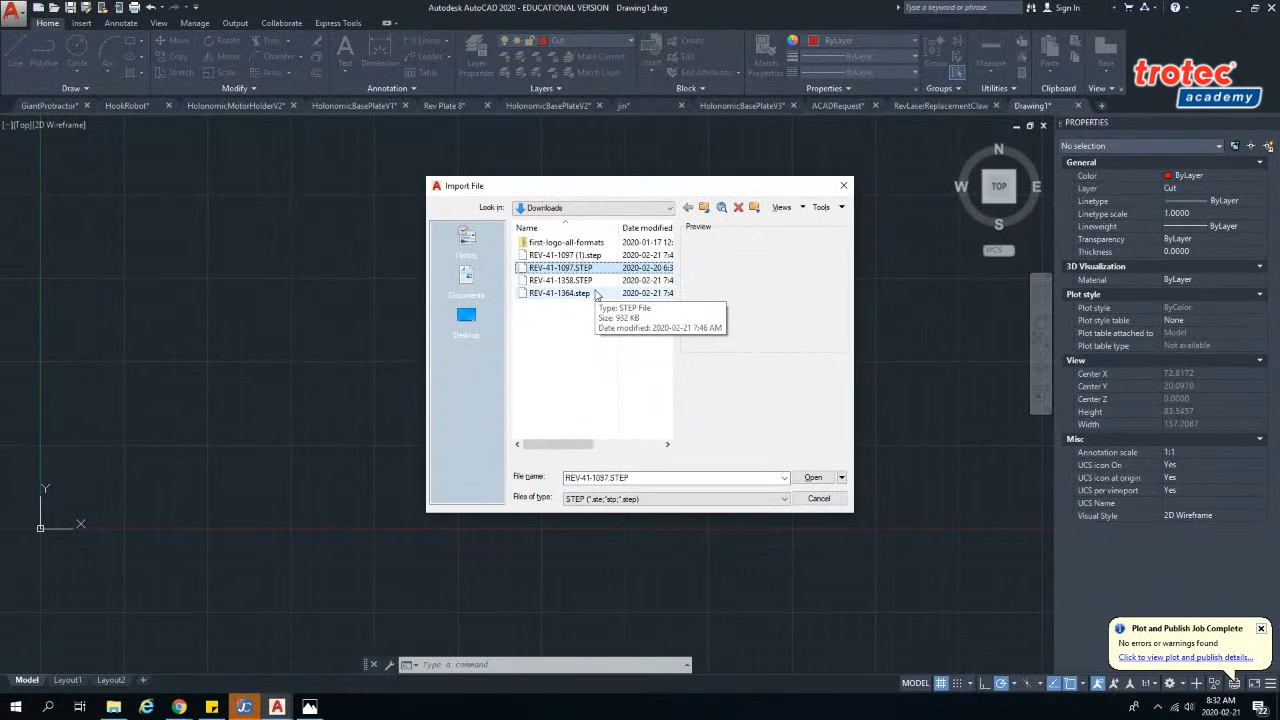 Autodesk AutoCAD 2020 - EDUCATIONAL VERSION Drawing1.dwg
Type a keyword or phrase
Sign In
Home Insert Annotate View Manage Output Collaborate Express Tools
Line Polyline Circle Arc
Move Rotate Trim
Copy Mirror Fillet
Stretch Scale Array
Text Dimension
Linear
Leader
Table
Layer Properties
Cut
Make Current
Match Layer
Insert
Create
Edit
Edit Attributes
Match Properties
ByLayer
ByLayer
ByLayer
Group
Measure
Paste
Base
Draw Modify Annotation Layers Block Properties Groups Utilities Clipboard View
trotec
academy
GiantProtractor* HookRobot* HolonomicMotorHolderV2* HolonomicBasePlateV1* Rev Plate 8* HolonomicBasePlateV2* jin* HolonomicBasePlateV3* ACADRequest* RevLaserReplacementClaw Drawing1*
[−][Top][2D Wireframe]
N
W TOP E
S
WCS
Y
X
Import File
Look in: Downloads
Views Tools
Name Date modified
Preview
first-logo-all-formats 2020-01-17 12:
REV-41-1097 (1).step 2020-02-21 7:4
REV-41-1097.STEP 2020-02-20 6:3
REV-41-1358.STEP 2020-02-21 7:4
REV-41-1364.step 2020-02-21 7:4
Type: STEP File
Size: 932 KB
Date modified: 2020-02-21 7:46 AM
History
Documents
Desktop
File name: REV-41-1097.STEP
Open
Files of type: STEP (*.ste;*stp;*.step)
Cancel
PROPERTIES
No selection
General
Color ByLayer
Layer Cut
Linetype ByLayer
Linetype scale 1.0000
Lineweight ByLayer
Transparency ByLayer
Thickness 0.0000
3D Visualization
Material ByLayer
Plot style
Plot style ByColor
Plot style table None
Plot table attached to Model
Plot table type Not available
View
Center X 72.8172
Center Y 20.0970
Center Z 0.0000
Height 83.5457
Width 157.7087
Misc
Annotation scale 1:1
UCS icon On Yes
UCS icon at origin Yes
UCS per viewport Yes
UCS Name
Visual Style 2D Wireframe
Plot and Publish Job Complete
No errors or warnings found
Click to view plot and publish details...
Type a command
Model Layout1 Layout2
MODEL
1:1
8:32 AM
2020-02-21
22